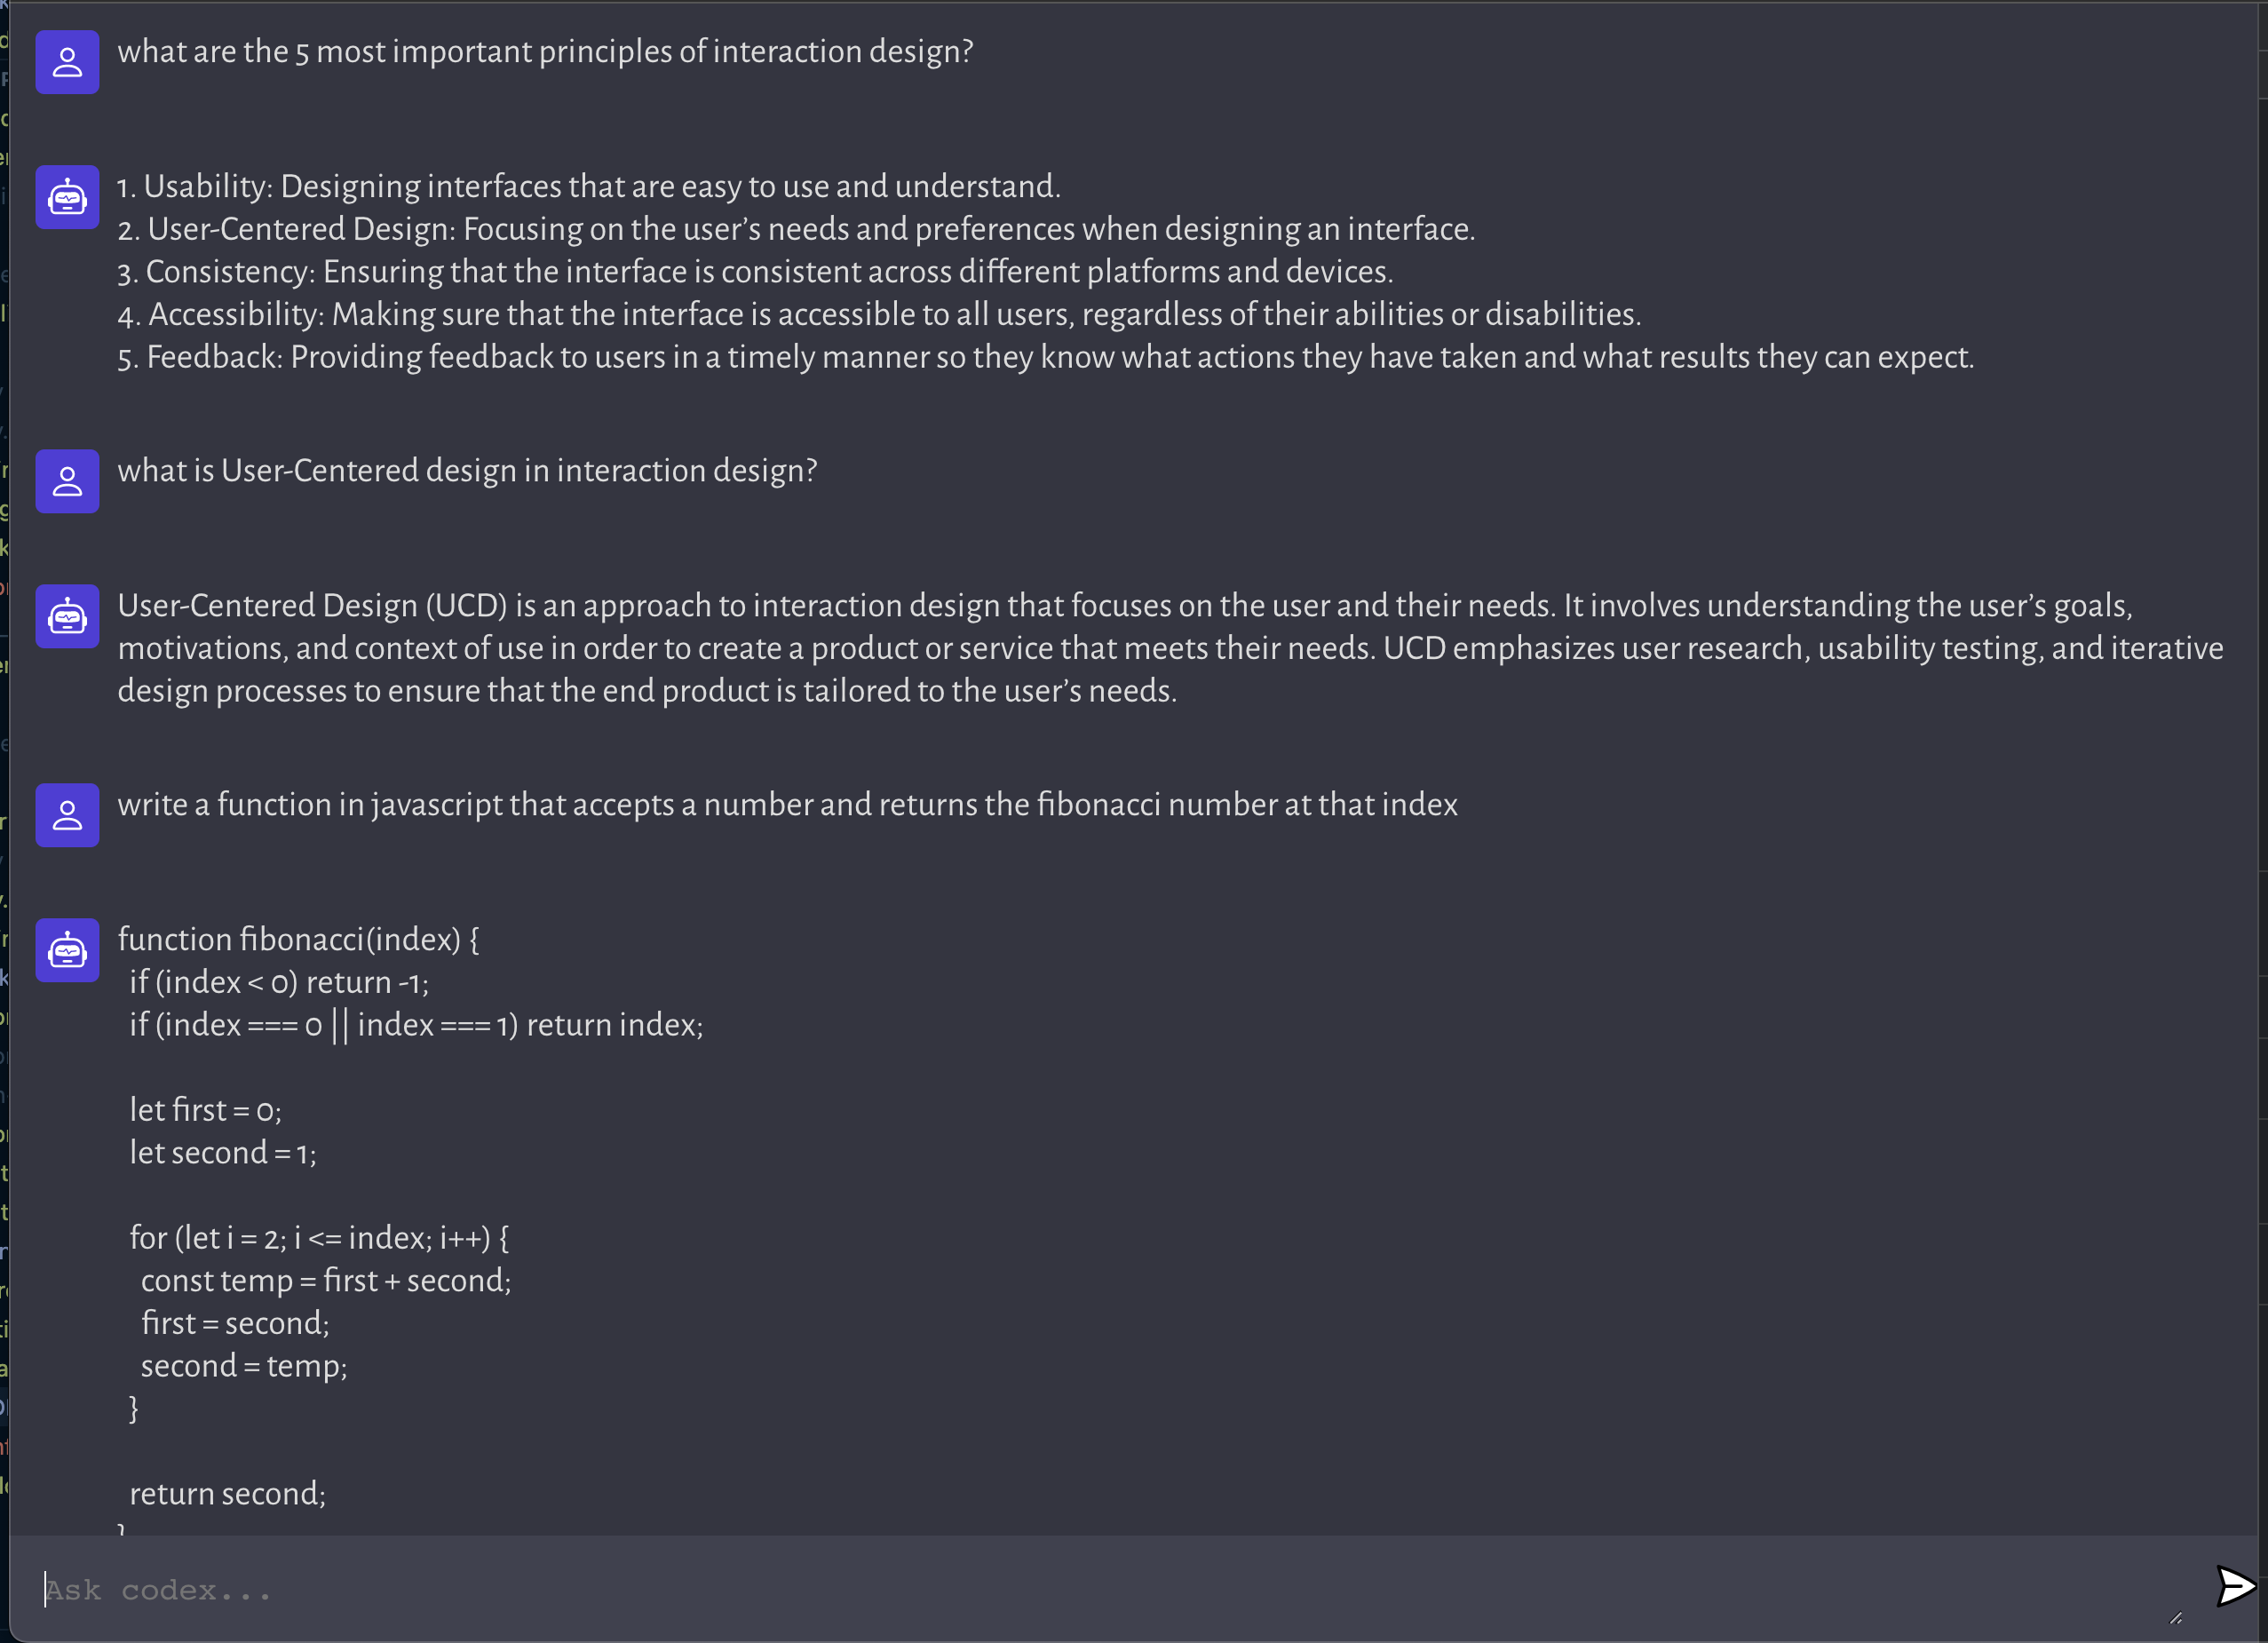 what are the 5 most important principles of interaction design?
1. Usability: Designing interfaces that are easy to use and understand.
2. User-Centered Design: Focusing on the user’s needs and preferences when designing an interface.
3. Consistency: Ensuring that the interface is consistent across different platforms and devices.
4. Accessibility: Making sure that the interface is accessible to all users, regardless of their abilities or disabilities.
5. Feedback: Providing feedback to users in a timely manner so they know what actions they have taken and what results they can expect.
what is User-Centered design in interaction design?
User-Centered Design (UCD) is an approach to interaction design that focuses on the user and their needs. It involves understanding the user’s goals,
motivations, and context of use in order to create a product or service that meets their needs. UCD emphasizes user research, usability testing, and iterative
design processes to ensure that the end product is tailored to the user’s needs.
write a function in javascript that accepts a number and returns the fibonacci number at that index
function fibonacci(index) {
if (index < 0) return -1;
if (index === 0 || index === 1) return index;
let first = 0;
let second = 1;
for (let i = 2; i <= index; i++) {
const temp = first + second;
first = second;
second = temp;
}
return second;
}
Ask codex...